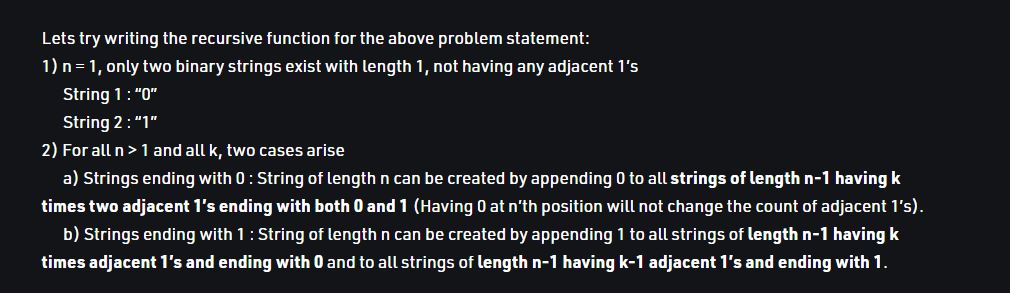 Lets try writing the recursive function for the above problem statement:
1) n = 1, only two binary strings exist with length 1, not having any adjacent 1’s
String 1 : “0”
String 2 : “1”
2) For all n > 1 and all k, two cases arise
a) Strings ending with 0 : String of length n can be created by appending 0 to all strings of length n-1 having k
times two adjacent 1’s ending with both 0 and 1 (Having 0 at n’th position will not change the count of adjacent 1’s).
b) Strings ending with 1 : String of length n can be created by appending 1 to all strings of length n-1 having k
times adjacent 1’s and ending with 0 and to all strings of length n-1 having k-1 adjacent 1’s and ending with 1.